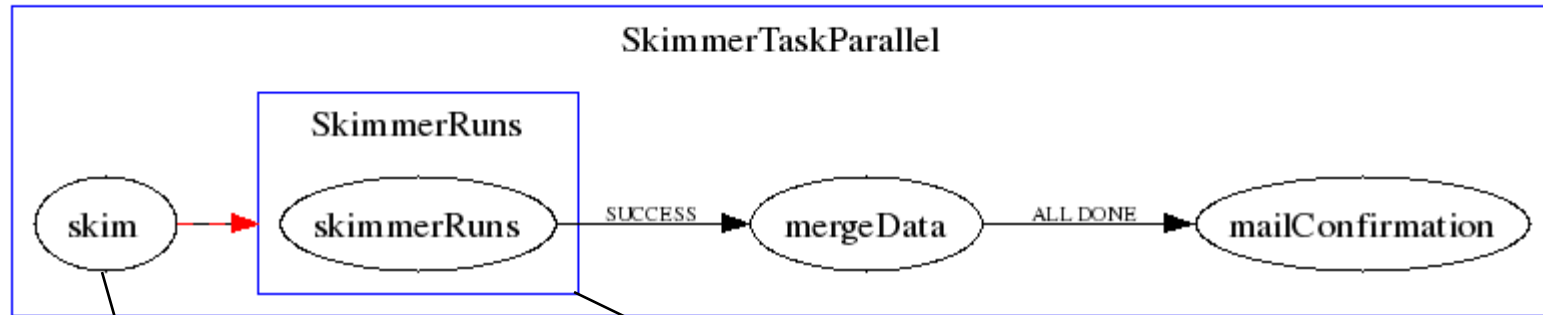 SkimmerTaskParallel
SkimmerRuns
skim
skimmerRuns
SUCCESS
mergeData
ALL DONE
mailConfirmation